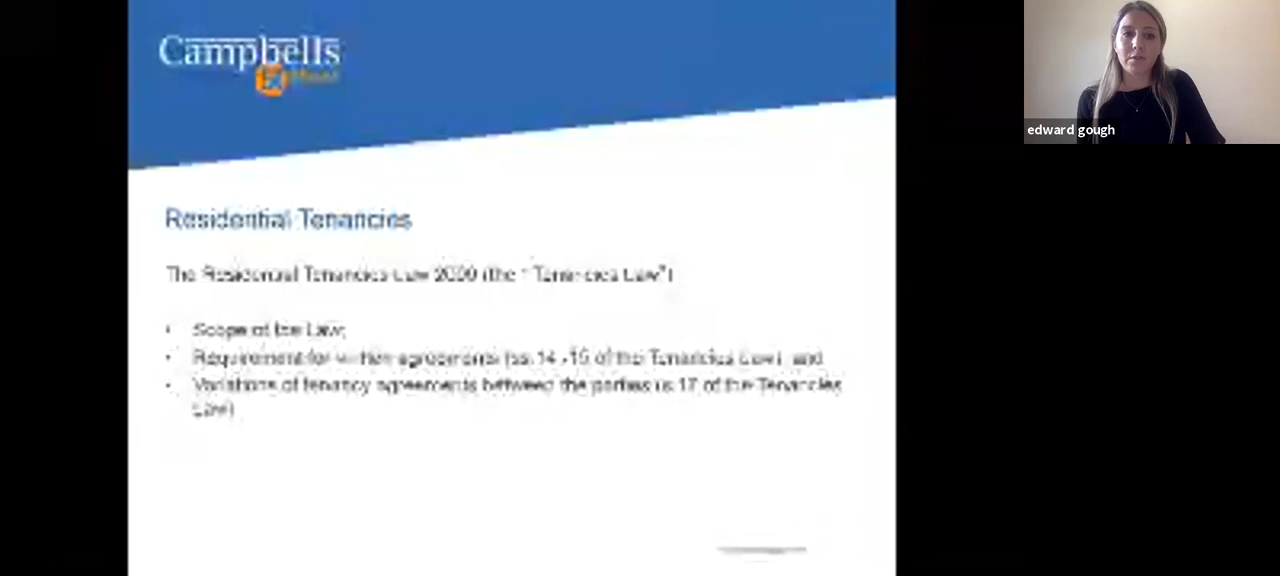 Campbells
edward gough
Residential Tenancies
The Residential Tenancies Law 2009 (the "Tenancies Law")
• Scope of the Law;
• Requirement for written agreements (ss.14 -15 of the Tenancies Law); and
• Variations of tenancy agreements between the parties (s.17 of the Tenancies
Law)